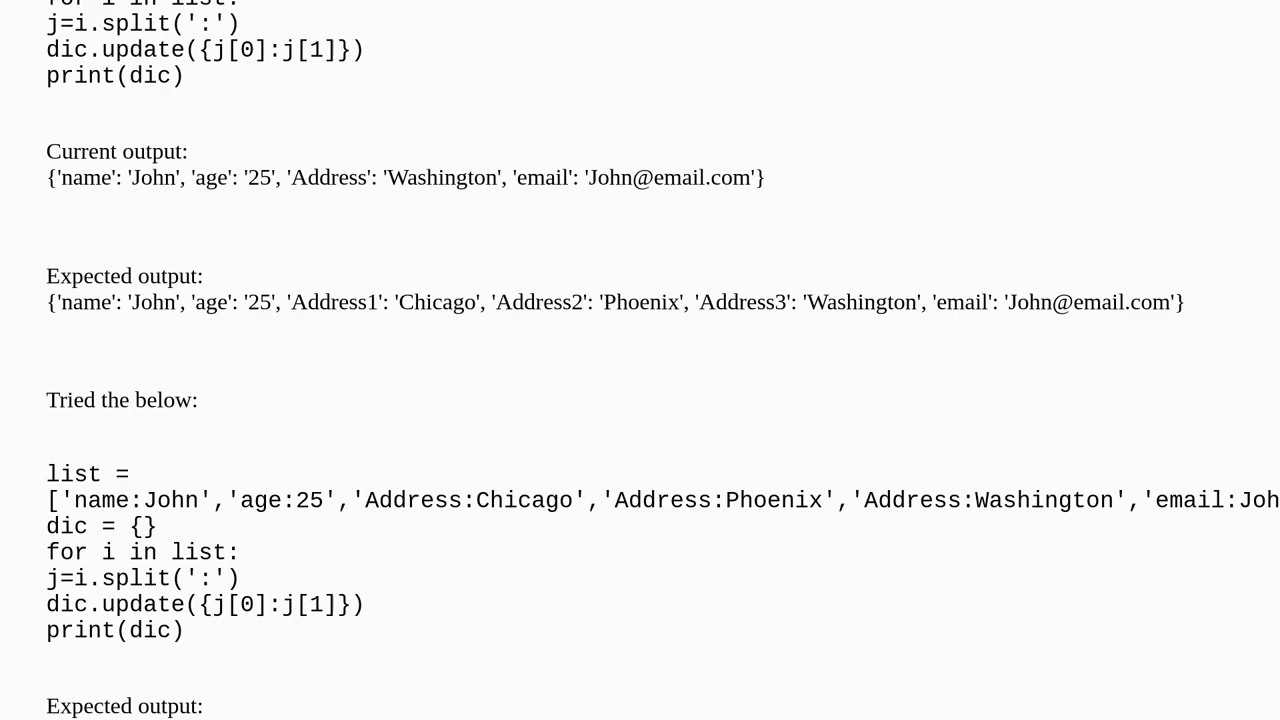 for i in list:
j=i.split(':')
dic.update({j[0]:j[1]})
print(dic)
Current output:
{'name': 'John', 'age': '25', 'Address': 'Washington', 'email': 'John@email.com'}
Expected output:
{'name': 'John', 'age': '25', 'Address1': 'Chicago', 'Address2': 'Phoenix', 'Address3': 'Washington', 'email': 'John@email.com'}
Tried the below:
list =
['name:John','age:25','Address:Chicago','Address:Phoenix','Address:Washington','email:Joh
dic = {}
for i in list:
j=i.split(':')
dic.update({j[0]:j[1]})
print(dic)
Expected output: